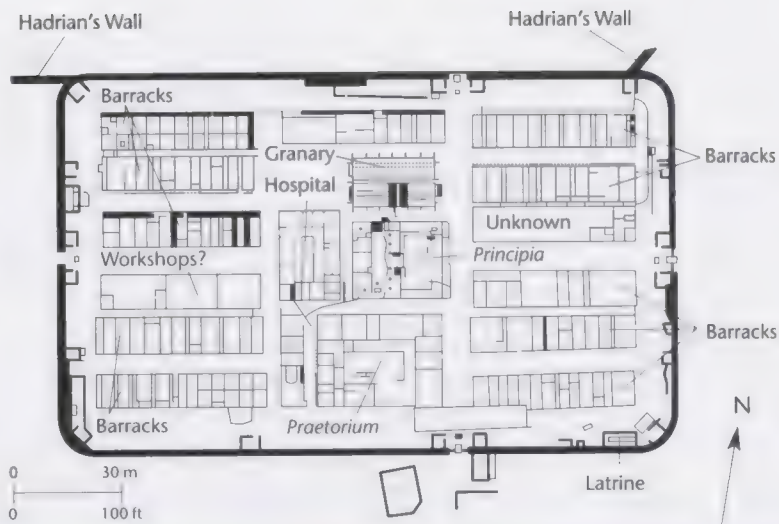 Hadrian's Wall
Hadrian's Wall
Barracks
Granary
Hospital
Barracks
Unknown
Principia
Workshops?
Barracks
Barracks
Praetorium
Latrine
N
0 30 m
0 100 ft